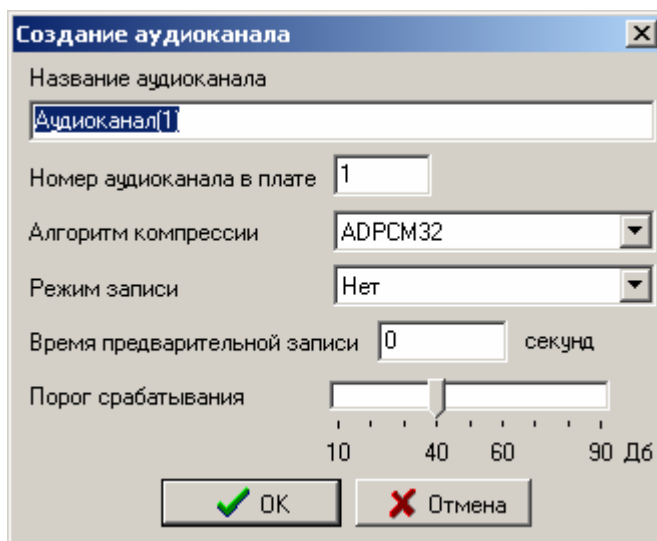 Создание аудиоканала
Название аудиоканала
Аудиоканал(1)
Номер аудиоканала в плате 1
Алгоритм компрессии ADPCM32
Режим записи Нет
Время предварительной записи 0 секунд
Порог срабатывания
10 40 60 90 Дб
OK Отмена